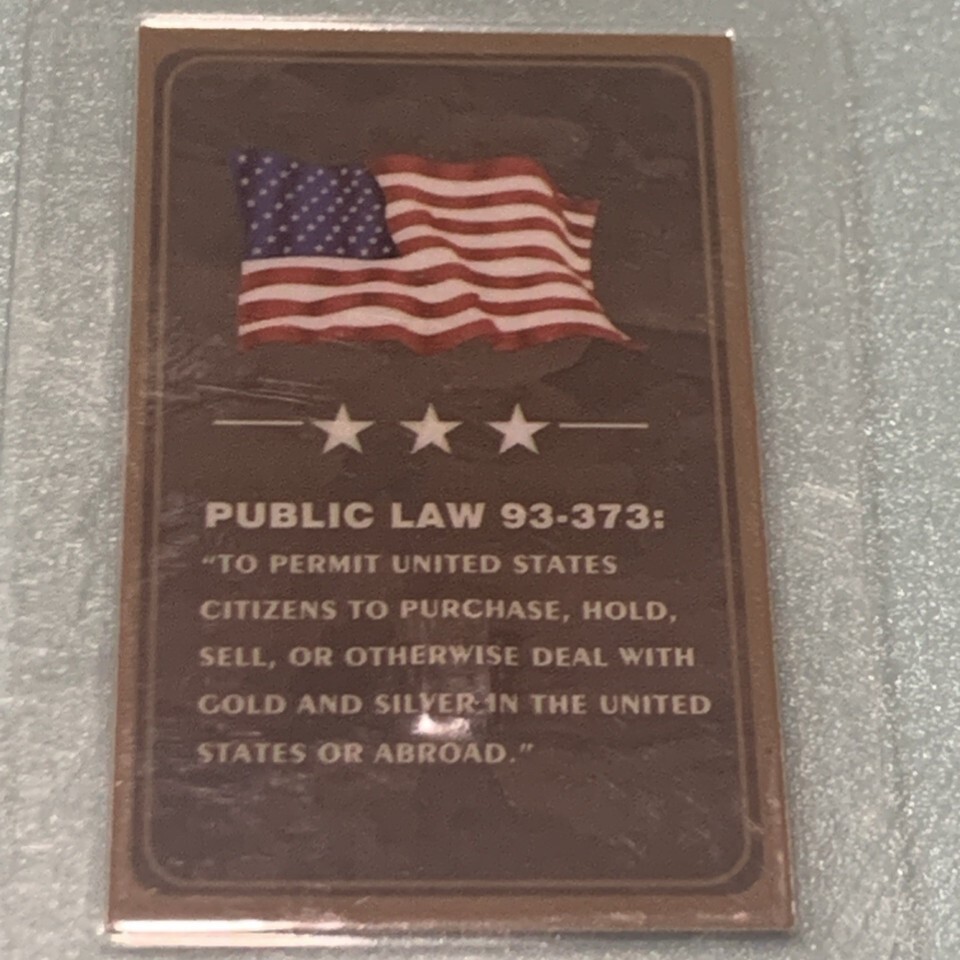 PUBLIC LAW 93-373:
“TO PERMIT UNITED STATES
CITIZENS TO PURCHASE, HOLD,
SELL, OR OTHERWISE DEAL WITH
GOLD AND SILVER IN THE UNITED
STATES OR ABROAD.”